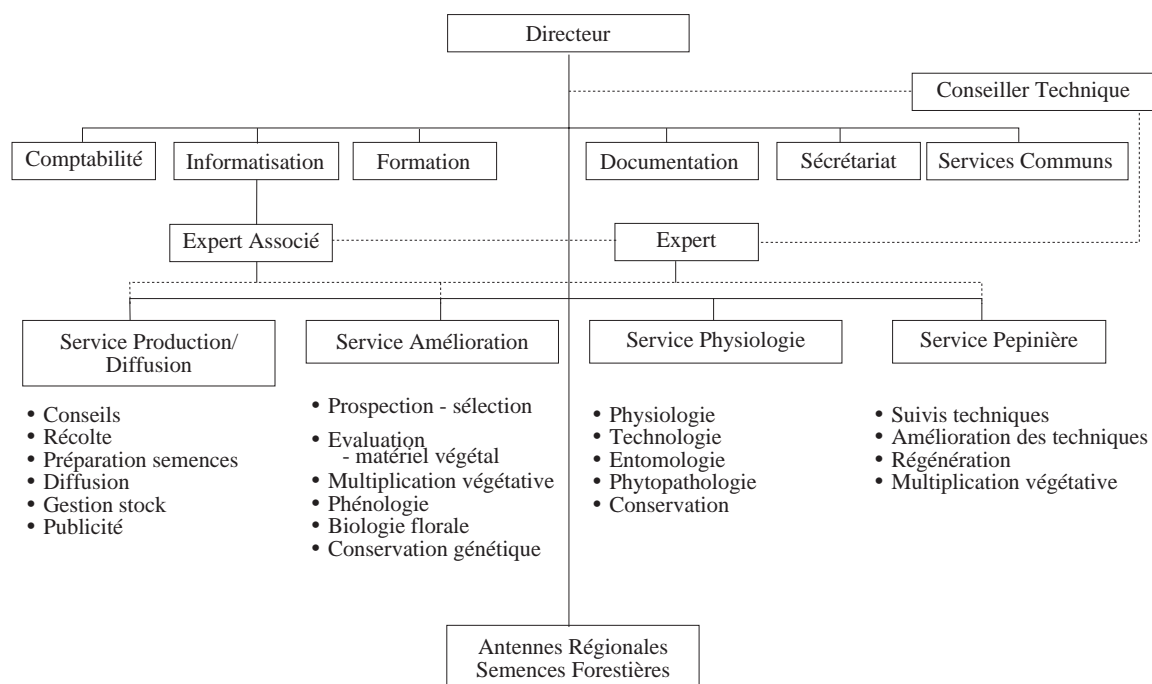 Directeur
Conseiller Technique
Comptabilité
Informatisation
Formation
Documentation
Sécrétariat
Services Communs
Expert Associé
Expert
Service Production/
Diffusion
Service Amélioration
Service Physiologie
Service Pepinière
• Conseils
• Récolte
• Préparation semences
• Diffusion
• Gestion stock
• Publicité
• Prospection - sélection
• Evaluation
- matériel végétal
• Multiplication végétative
• Phénologie
• Biologie florale
• Conservation génétique
• Physiologie
• Technologie
• Entomologie
• Phytopathologie
• Conservation
• Suivis techniques
• Amélioration des techniques
• Régénération
• Multiplication végétative
Antennes Régionales
Semences Forestières